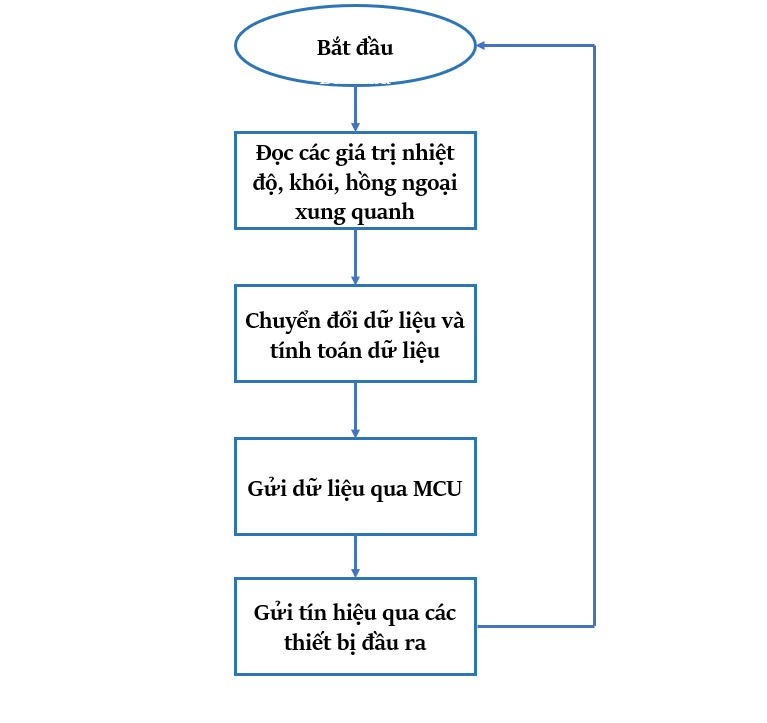 Bắt đầu
Đọc các giá trị nhiệt
độ, khói, hồng ngoại
xung quanh
Chuyển đổi dữ liệu và
tính toán dữ liệu
Gửi dữ liệu qua MCU
Gửi tín hiệu qua các
thiết bị đầu ra